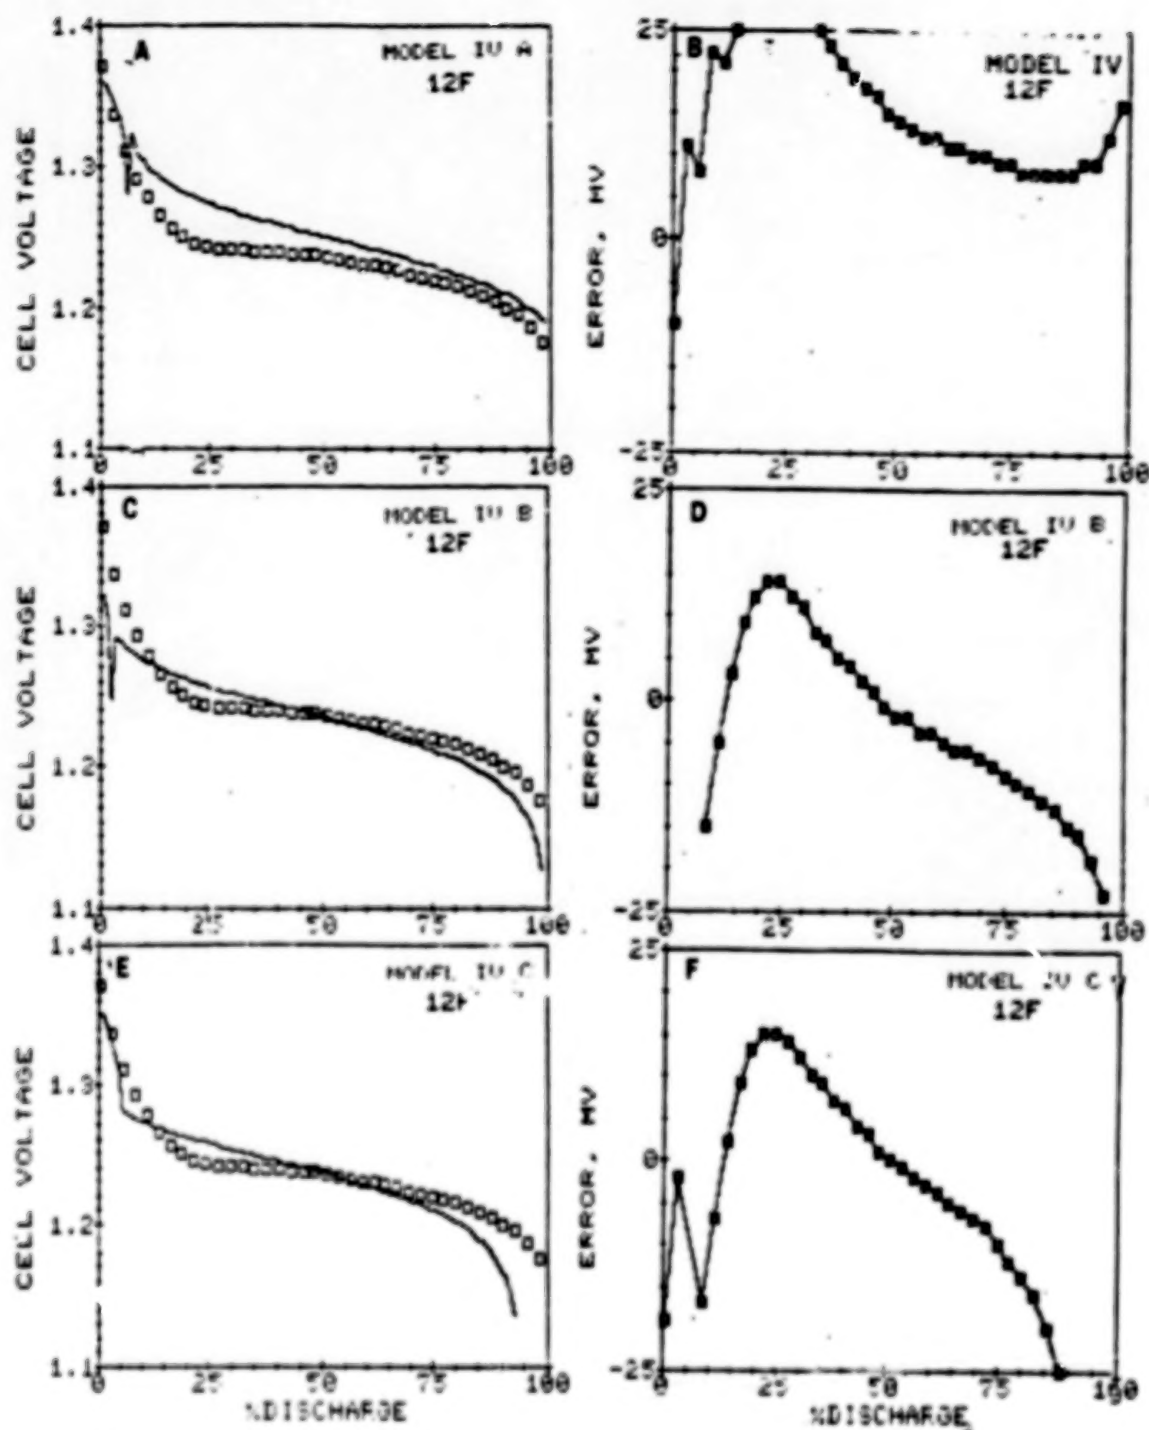 1.4
A
MODEL IV A
12F
1.3
1.2
1.1
0 25 50 75 100
CELL VOLTAGE
25
B
MODEL IV
12F
0
-25
0 25 50 75 100
ERROR, MV
1.4
C
MODEL IV B
12F
1.3
1.2
1.1
0 25 50 75 100
CELL VOLTAGE
25
D
MODEL IV B
12F
0
-25
0 25 50 75 100
ERROR, MV
1.4
E
MODEL IV C
12F
1.3
1.2
1.1
0 25 50 75 100
CELL VOLTAGE
%DISCHARGE
25
F
MODEL IV C
12F
0
-25
0 25 50 75 100
ERROR, MV
%DISCHARGE